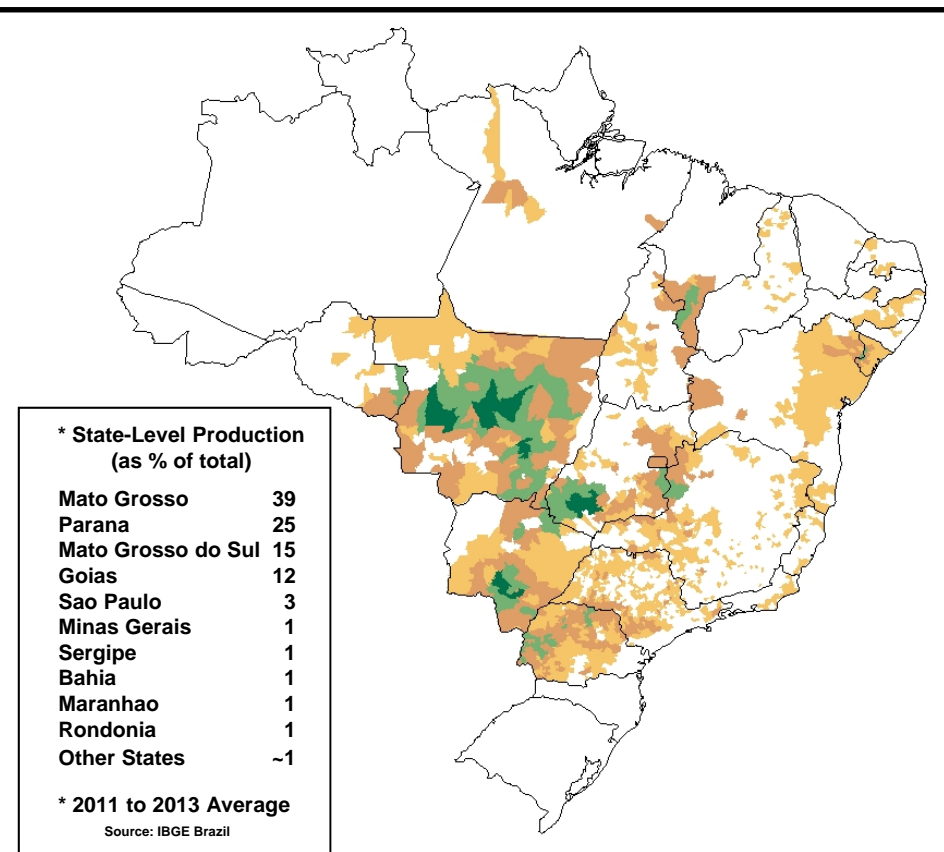 * State-Level Production
(as % of total)
Mato Grosso 39
Parana 25
Mato Grosso do Sul 15
Goias 12
Sao Paulo 3
Minas Gerais 1
Sergipe 1
Bahia 1
Maranhao 1
Rondonia 1
Other States ~1
* 2011 to 2013 Average
Source: IBGE Brazil